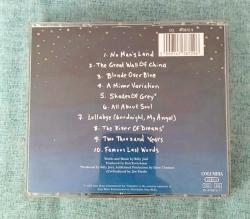 1. No Man's Land
2. The Great Wall Of China
3. Blonde Over Blue
4. A Minor Variation
5. Shades Of Grey*
6. All About Soul
7. Lullabye (Goodnight, My Angel)
8. The River Of Dreams*
9. Two Thousand Years
10. Famous Last Words
Words and Music by Billy Joel
COLUMBIA